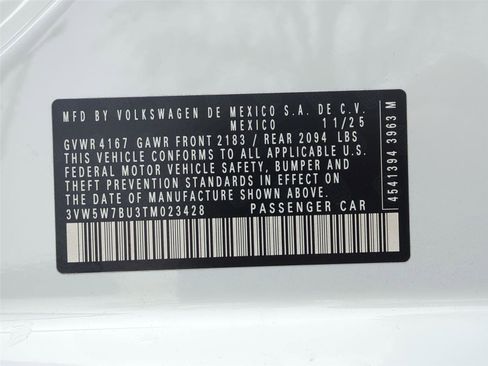 MFD BY VOLKSWAGEN DE MEXICO S.A. DE C.V.
MEXICO 11/25
GVWR 4167 GAWR FRONT 2183 / REAR 2094 LBS
THIS VEHICLE CONFORMS TO ALL APPLICABLE U.S.
FEDERAL MOTOR VEHICLE SAFETY, BUMPER AND
THEFT PREVENTION STANDARDS IN EFFECT ON
THE DATE OF MANUFACTURE SHOWN ABOVE.
3VW5W7BU3TM023428 PASSENGER CAR
4541394 3963 M